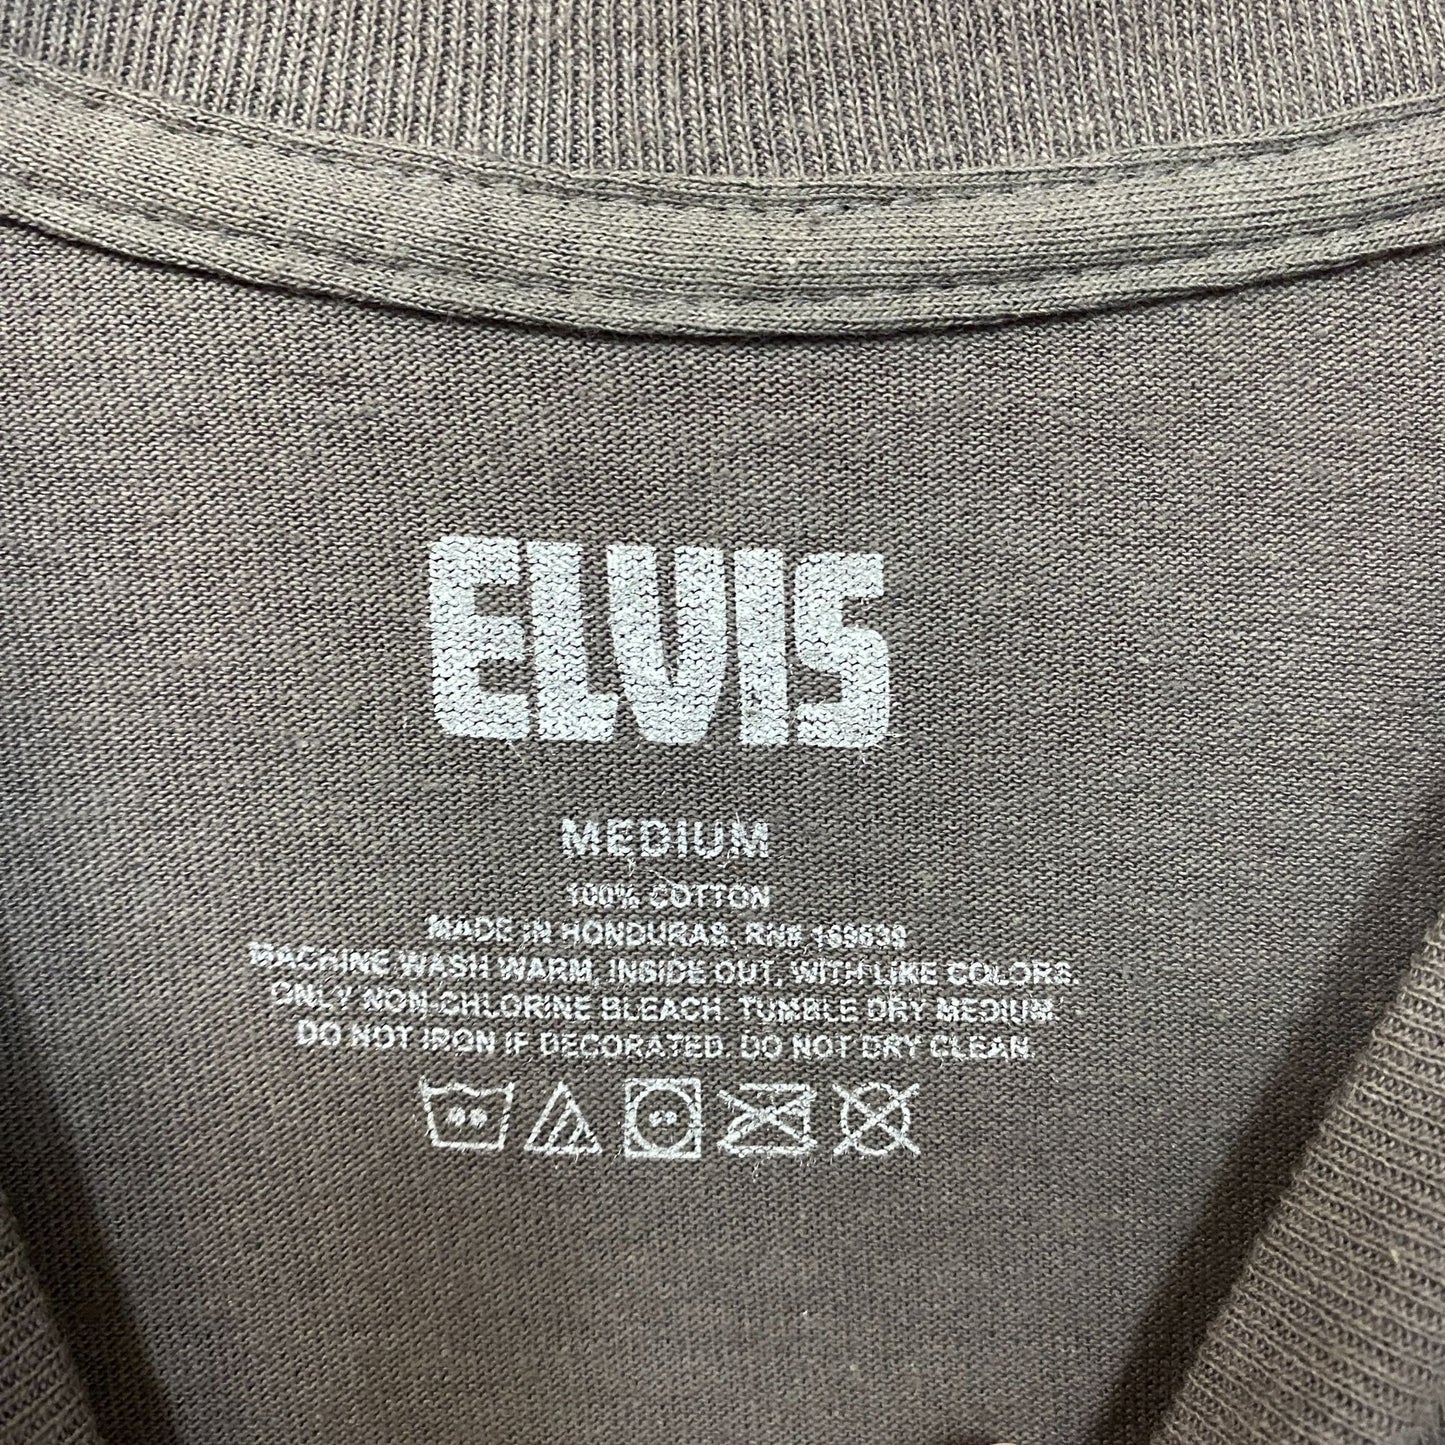 ELVIS
MEDIUM
100% COTTON
MADE IN HONDURAS. RN#
MACHINE WASH WARM, INSIDE OUT, WITH LIKE COLORS.
ONLY NON-CHLORINE BLEACH. TUMBLE DRY MEDIUM.
DO NOT IRON IF DECORATED. DO NOT DRY CLEAN.